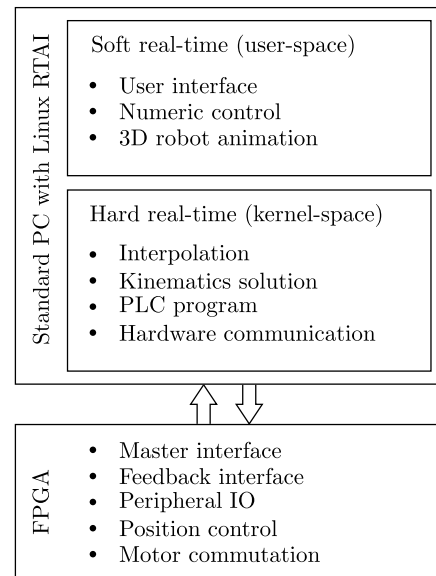 Standard PC with Linux RTAI
Soft real-time (user-space)
• User interface
• Numeric control
• 3D robot animation
Hard real-time (kernel-space)
• Interpolation
• Kinematics solution
• PLC program
• Hardware communication
FPGA
• Master interface
• Feedback interface
• Peripheral IO
• Position control
• Motor commutation